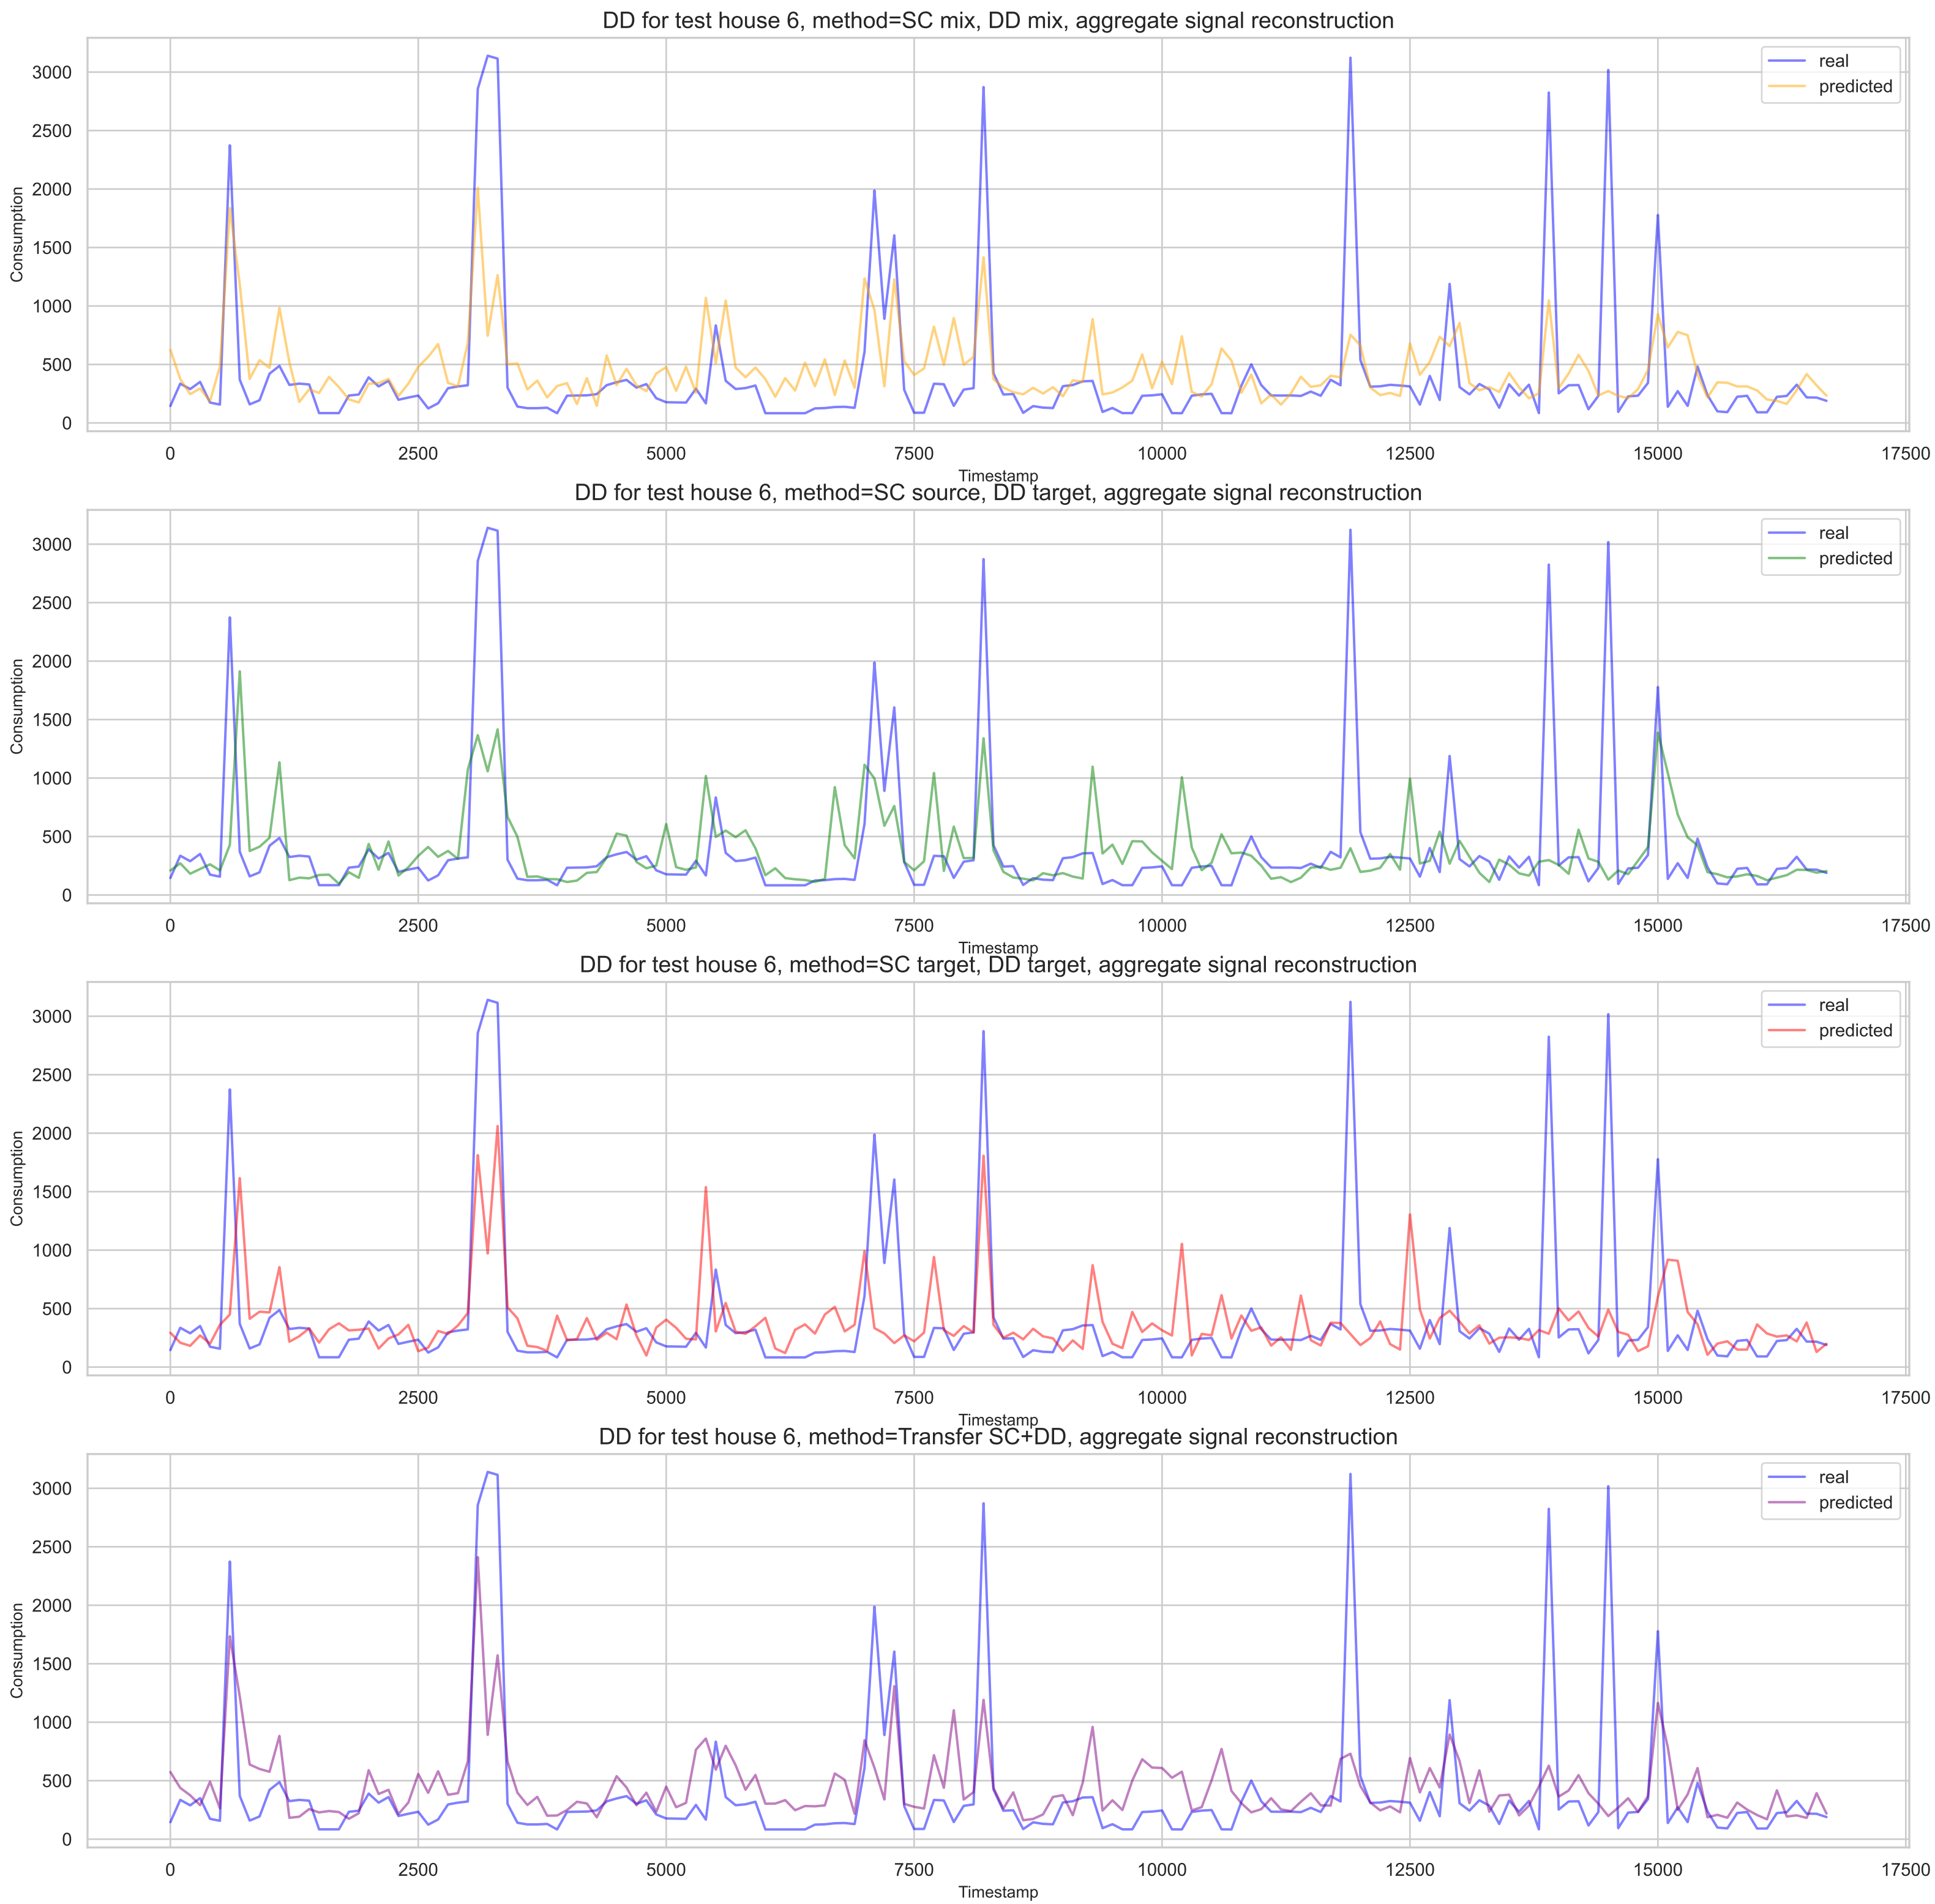 DD for test house 6, method=SC mix, DD mix, aggregate signal reconstruction
real
predicted
Consumption
3000
2500
2000
1500
1000
500
0
0 2500 5000 7500 10000 12500 15000 17500
Timestamp
DD for test house 6, method=SC source, DD target, aggregate signal reconstruction
real
predicted
Consumption
3000
2500
2000
1500
1000
500
0
0 2500 5000 7500 10000 12500 15000 17500
Timestamp
DD for test house 6, method=SC target, DD target, aggregate signal reconstruction
real
predicted
Consumption
3000
2500
2000
1500
1000
500
0
0 2500 5000 7500 10000 12500 15000 17500
Timestamp
DD for test house 6, method=Transfer SC+DD, aggregate signal reconstruction
real
predicted
Consumption
3000
2500
2000
1500
1000
500
0
0 2500 5000 7500 10000 12500 15000 17500
Timestamp